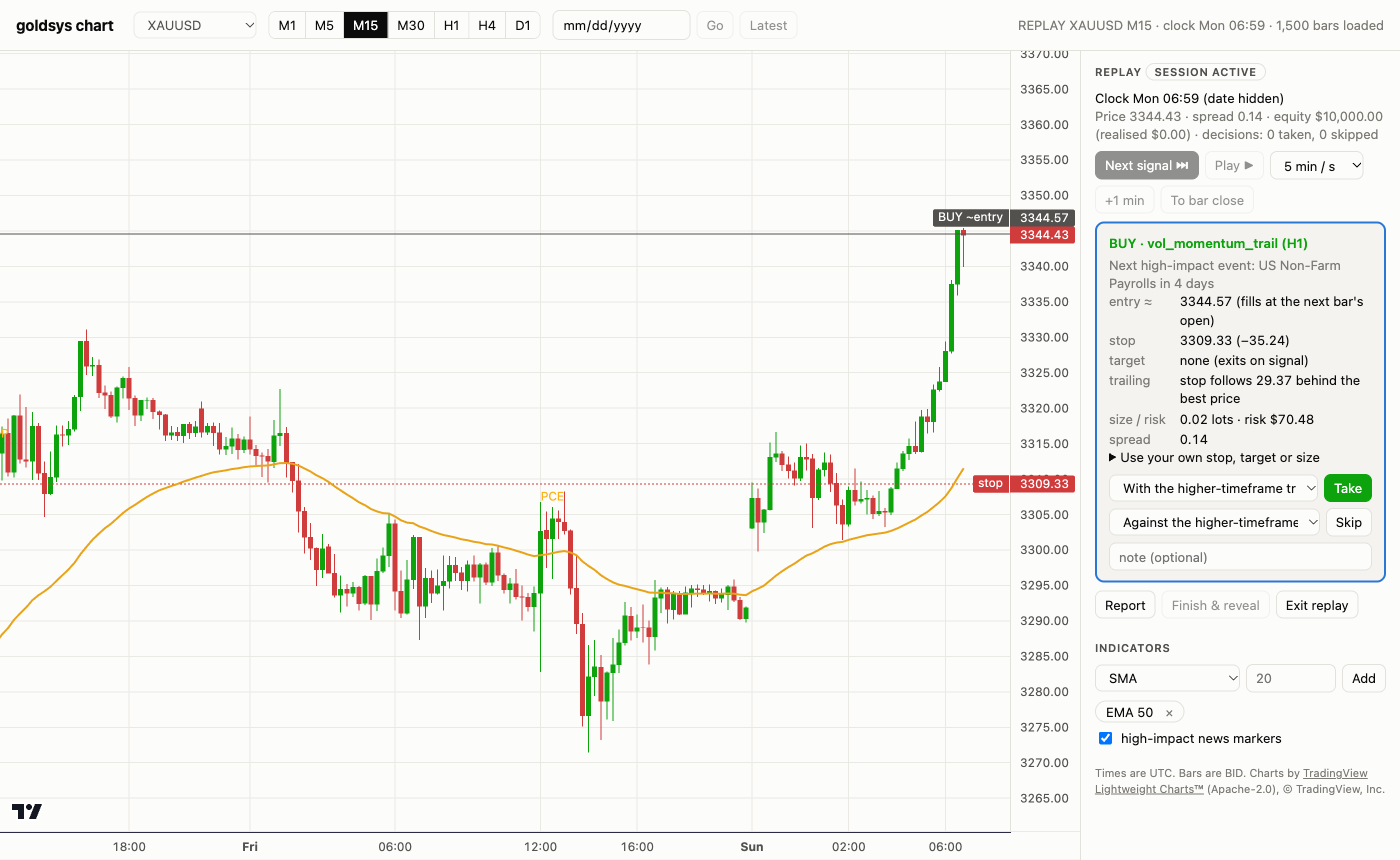 goldsys chart
XAUUSD
M1 M5 M15 M30 H1 H4 D1
mm/dd/yyyy
Go
Latest
REPLAY XAUUSD M15 · clock Mon 06:59 · 1,500 bars loaded
3370.00
3365.00
3360.00
3355.00
3350.00
BUY ~entry 3344.57
3344.43
3340.00
3335.00
3330.00
3325.00
3320.00
3315.00
stop 3309.33
PCE
3305.00
3300.00
3295.00
3290.00
3285.00
3280.00
3275.00
3270.00
3265.00
18:00 Fri 06:00 12:00 16:00 Sun 02:00 06:00
REPLAY SESSION ACTIVE
Clock Mon 06:59 (date hidden)
Price 3344.43 · spread 0.14 · equity $10,000.00
(realised $0.00) · decisions: 0 taken, 0 skipped
Next signal ⏭ Play ▶ 5 min / s
+1 min To bar close
BUY · vol_momentum_trail (H1)
Next high-impact event: US Non-Farm
Payrolls in 4 days
entry ≈ 3344.57 (fills at the next bar's
open)
stop 3309.33 (−35.24)
target none (exits on signal)
trailing stop follows 29.37 behind the
best price
size / risk 0.02 lots · risk $70.48
spread 0.14
▶ Use your own stop, target or size
With the higher-timeframe tr Take
Against the higher-timeframe Skip
note (optional)
Report Finish & reveal Exit replay
INDICATORS
SMA 20 Add
EMA 50 ×
high-impact news markers
Times are UTC. Bars are BID. Charts by TradingView
Lightweight Charts™ (Apache-2.0), © TradingView, Inc.